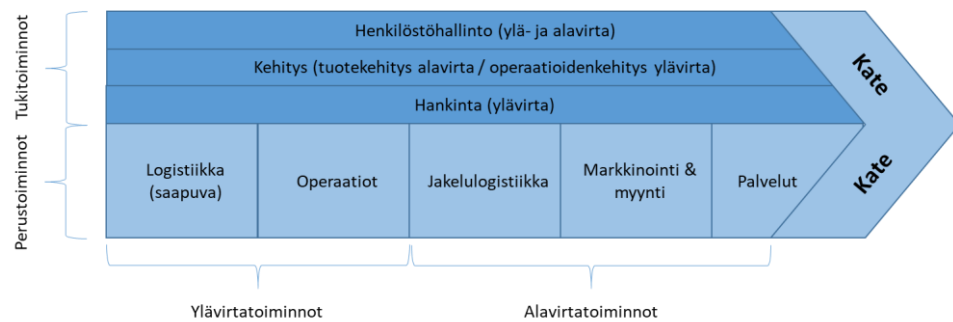 Tukitoiminnot
Henkilöstöhallinto (ylä- ja alavirta)
Kehitys (tuotekehitys alavirta / operaatioidenkehitys ylävirta)
Hankinta (ylävirta)
Kate
Perustoiminnot
Logistiikka
(saapuva)
Operaatiot
Jakelulogistiikka
Markkinointi &
myynti
Palvelut
Kate
Ylävirtatoiminnot
Alavirtatoiminnot